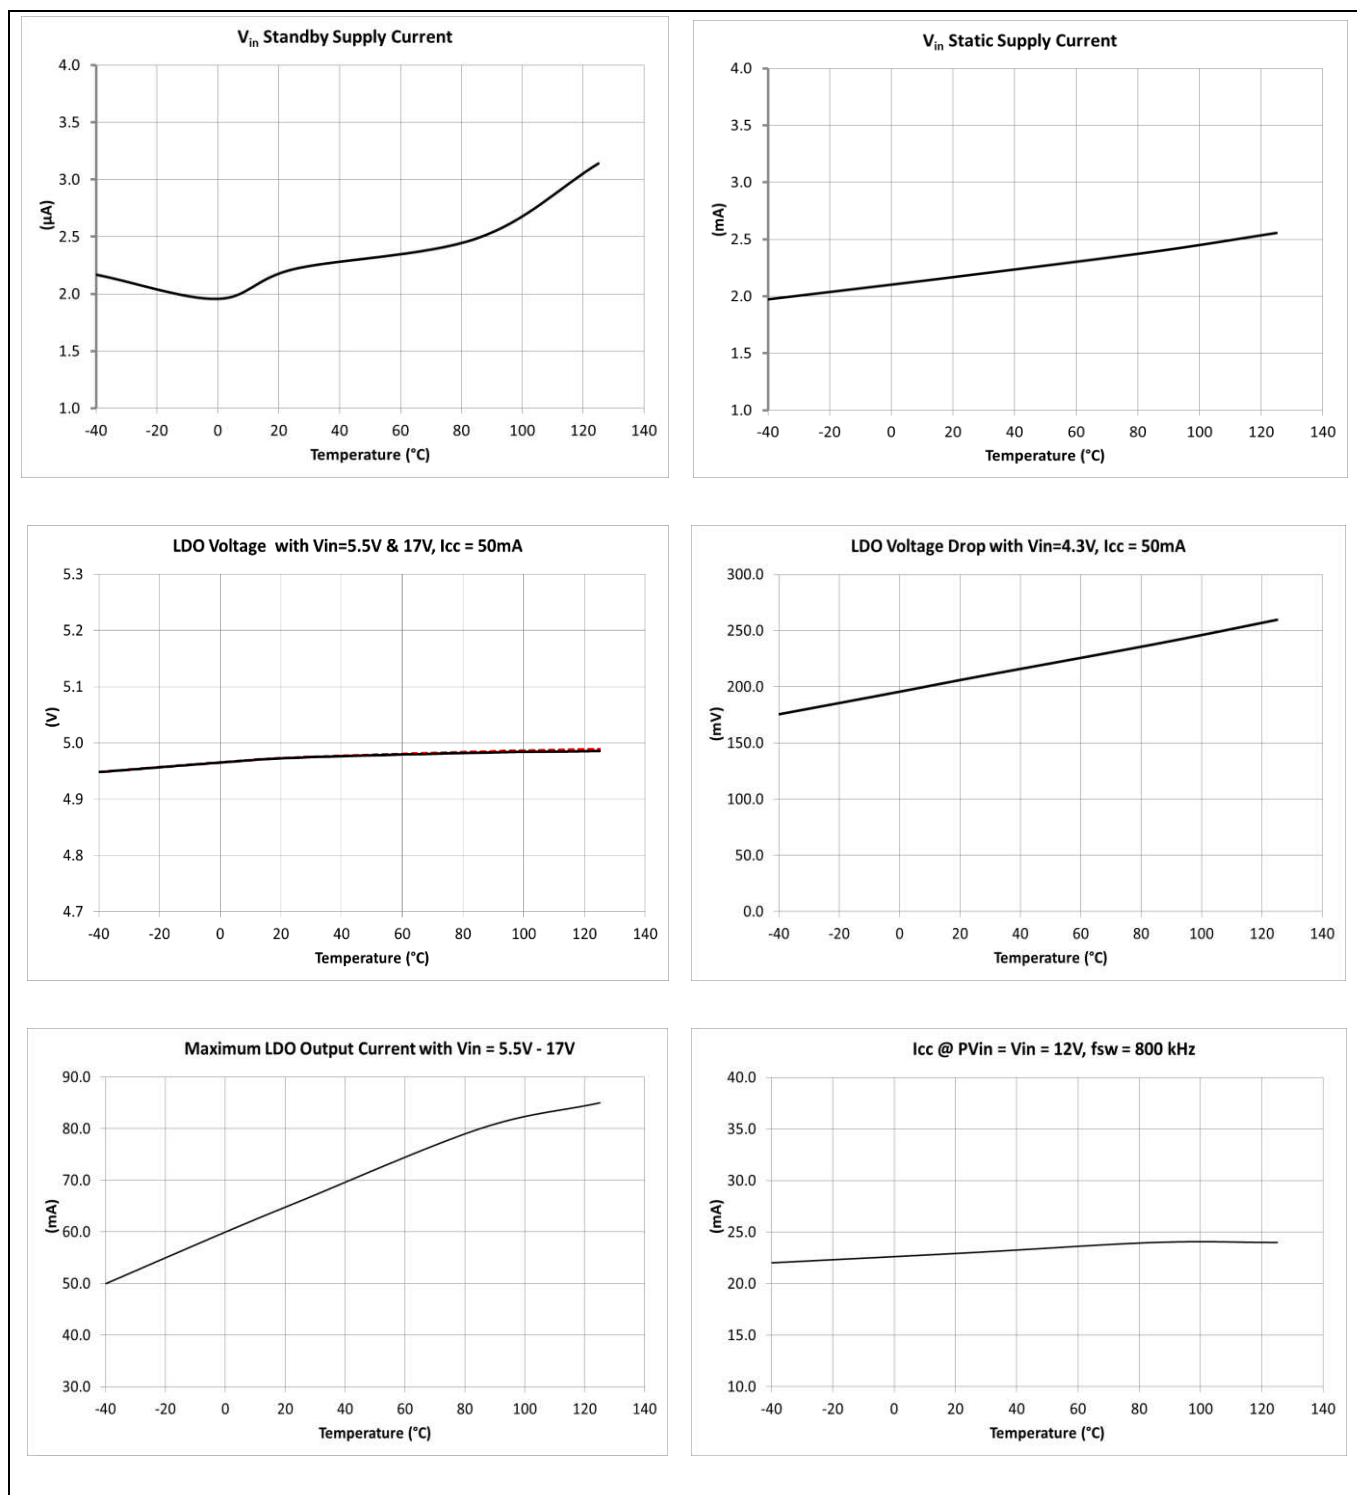 V_in Standby Supply Current
4.0
3.5
3.0
2.5
2.0
1.5
1.0
(µA)
-40 -20 0 20 40 60 80 100 120 140
Temperature (°C)
V_in Static Supply Current
4.0
3.5
3.0
2.5
2.0
1.5
1.0
(mA)
-40 -20 0 20 40 60 80 100 120 140
Temperature (°C)
LDO Voltage with Vin=5.5V & 17V, Icc = 50mA
5.3
5.2
5.1
5.0
4.9
4.8
4.7
(V)
-40 -20 0 20 40 60 80 100 120 140
Temperature (°C)
LDO Voltage Drop with Vin=4.3V, Icc = 50mA
300.0
250.0
200.0
150.0
100.0
50.0
0.0
(mV)
-40 -20 0 20 40 60 80 100 120 140
Temperature (°C)
Maximum LDO Output Current with Vin = 5.5V - 17V
90.0
80.0
70.0
60.0
50.0
40.0
30.0
(mA)
-40 -20 0 20 40 60 80 100 120 140
Temperature (°C)
Icc @ PVin = Vin = 12V, fsw = 800 kHz
40.0
35.0
30.0
25.0
20.0
15.0
10.0
(mA)
-40 -20 0 20 40 60 80 100 120 140
Temperature (°C)